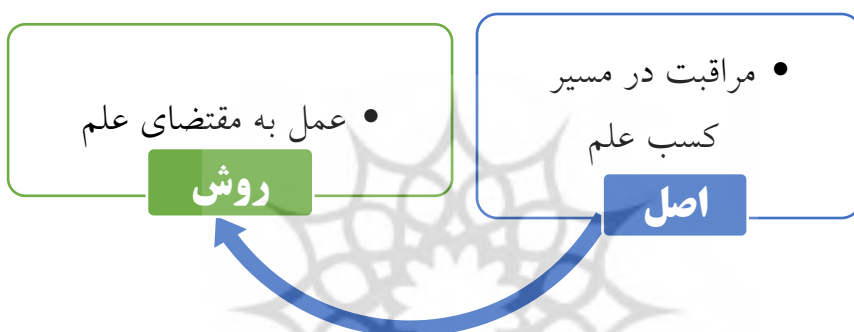 • مراقبت در مسیر
کسب علم
اصل
• عمل به مقتضای علم
روش